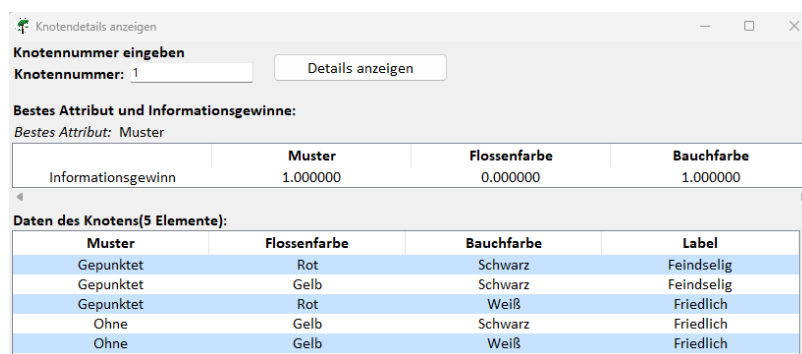 Knotendetails anzeigen
Knotennummer eingeben
Knotennummer: 1 Details anzeigen
Bestes Attribut und Informationsgewinne:
Bestes Attribut: Muster
Muster Flossenfarbe Bauchfarbe
Informationsgewinn 1.000000 0.000000 1.000000
Daten des Knotens(5 Elemente):
Muster Flossenfarbe Bauchfarbe Label
Gepunktet Rot Schwarz Feindselig
Gepunktet Gelb Schwarz Feindselig
Gepunktet Rot Weiß Friedlich
Ohne Gelb Schwarz Friedlich
Ohne Gelb Weiß Friedlich